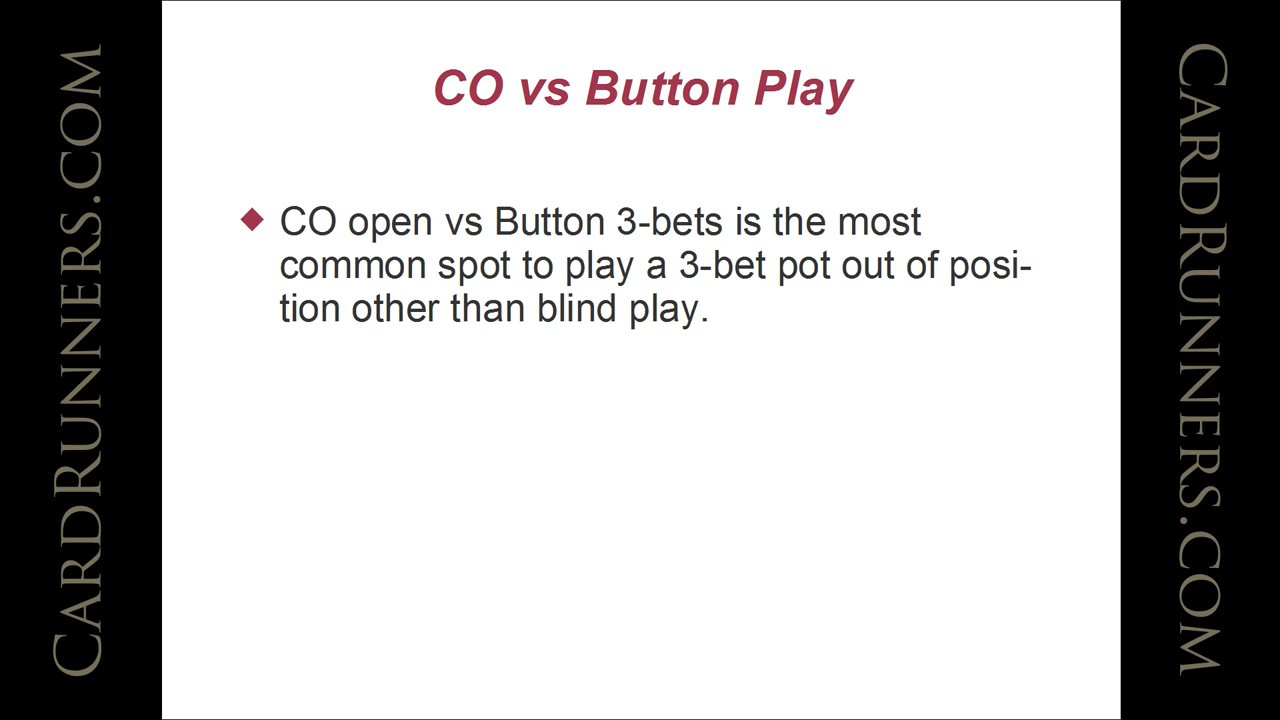 CO vs Button Play
CO open vs Button 3-bets is the most
common spot to play a 3-bet pot out of posi-
tion other than blind play.
CARDRUNNERS.COM
CARDRUNNERS.COM